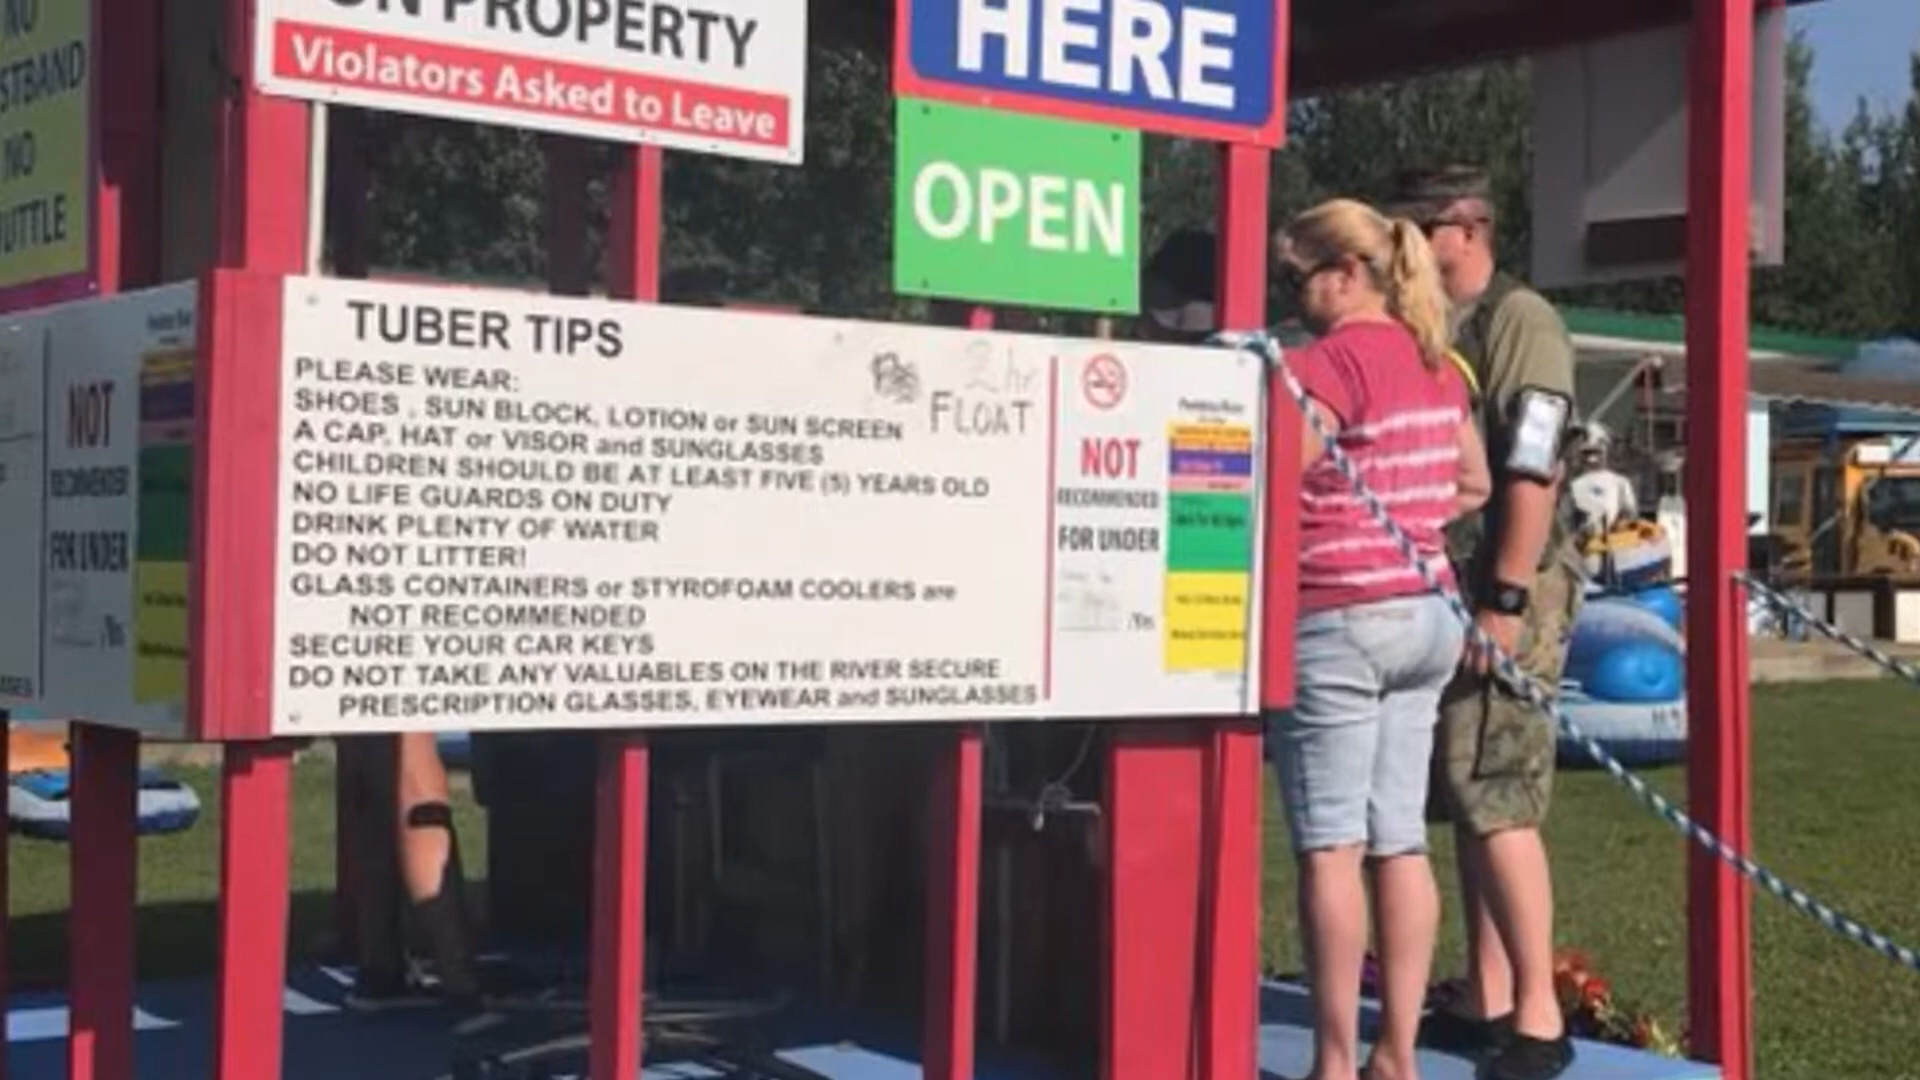 NO
NO
ON PROPERTY
Violators Asked to Leave
HERE
OPEN
TUBER TIPS
PLEASE WEAR:
SHOES , SUN BLOCK, LOTION or SUN SCREEN
A CAP, HAT or VISOR and SUNGLASSES
CHILDREN SHOULD BE AT LEAST FIVE (5) YEARS OLD
NO LIFE GUARDS ON DUTY
DRINK PLENTY OF WATER
DO NOT LITTER!
GLASS CONTAINERS or STYROFOAM COOLERS are
NOT RECOMMENDED
SECURE YOUR CAR KEYS
DO NOT TAKE ANY VALUABLES ON THE RIVER SECURE
PRESCRIPTION GLASSES, EYEWEAR and SUNGLASSES
2 hr
FLOAT
NOT
RECOMMENDED
FOR UNDER
/Yrs
NOT
RECOMMENDED
FOR UNDER
/Yrs